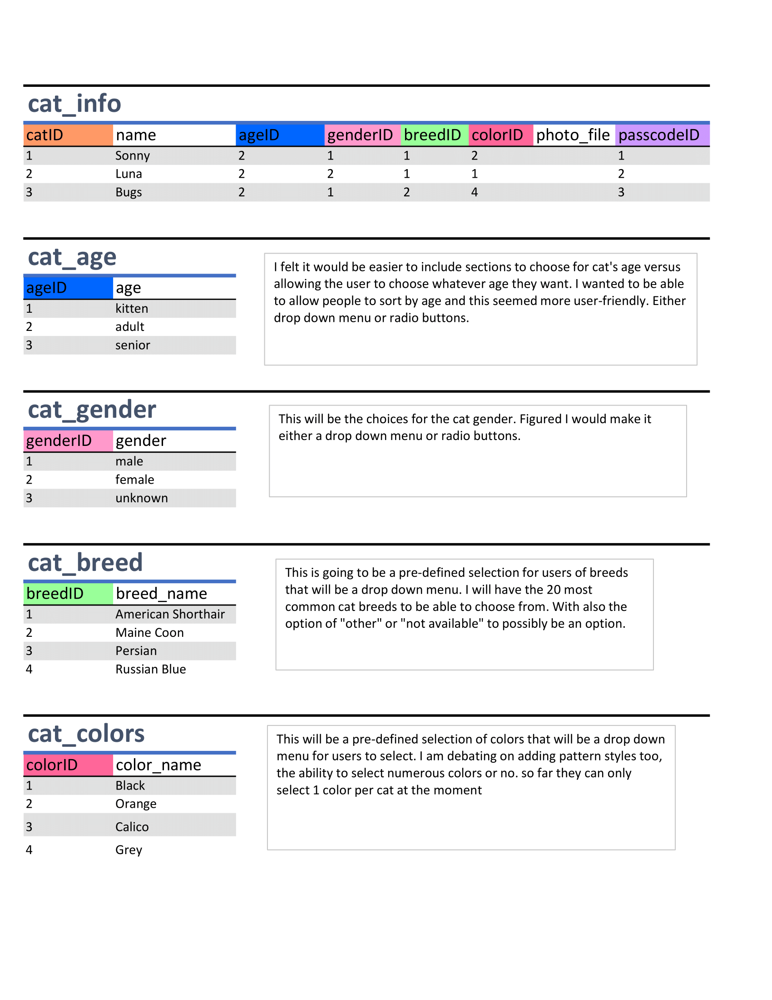 cat_info
catID name ageID genderID breedID colorID photo_file passcodeID
1 Sonny 2 1 1 2 1
2 Luna 2 2 1 1 2
3 Bugs 2 1 2 4 3
cat_age
ageID age
1 kitten
2 adult
3 senior
I felt it would be easier to include sections to choose for cat's age versus
allowing the user to choose whatever age they want. I wanted to be able
to allow people to sort by age and this seemed more user-friendly. Either
drop down menu or radio buttons.
cat_gender
genderID gender
1 male
2 female
3 unknown
This will be the choices for the cat gender. Figured I would make it
either a drop down menu or radio buttons.
cat_breed
breedID breed_name
1 American Shorthair
2 Maine Coon
3 Persian
4 Russian Blue
This is going to be a pre-defined selection for users of breeds
that will be a drop down menu. I will have the 20 most
common cat breeds to be able to choose from. With also the
option of "other" or "not available" to possibly be an option.
cat_colors
colorID color_name
1 Black
2 Orange
3 Calico
4 Grey
This will be a pre-defined selection of colors that will be a drop down
menu for users to select. I am debating on adding pattern styles too,
the ability to select numerous colors or no. so far they can only
select 1 color per cat at the moment